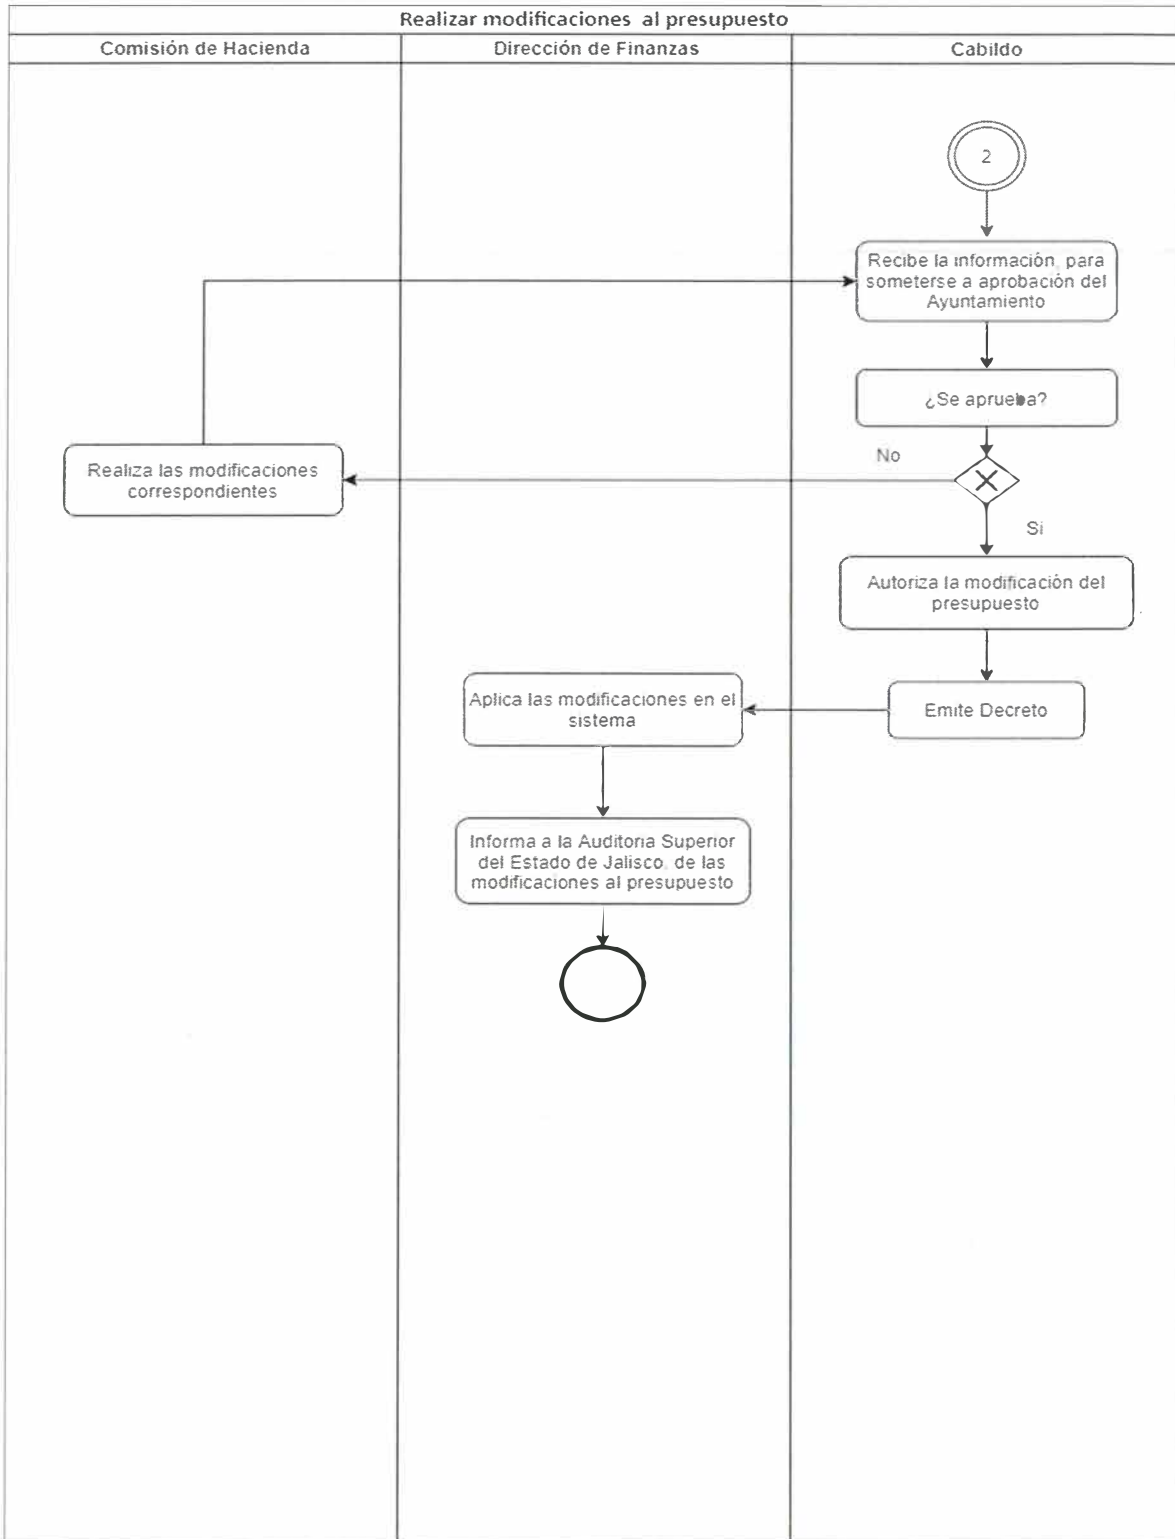 Realizar modificaciones al presupuesto
Comisión de Hacienda
Dirección de Finanzas
Cabildo
2
Recibe la información, para
someterse a aprobación del
Ayuntamiento
¿Se aprueba?
No
Realiza las modificaciones
correspondientes
Si
Autoriza la modificación del
presupuesto
Emite Decreto
Aplica las modificaciones en el
sistema
Informa a la Auditoria Superior
del Estado de Jalisco, de las
modificaciones al presupuesto